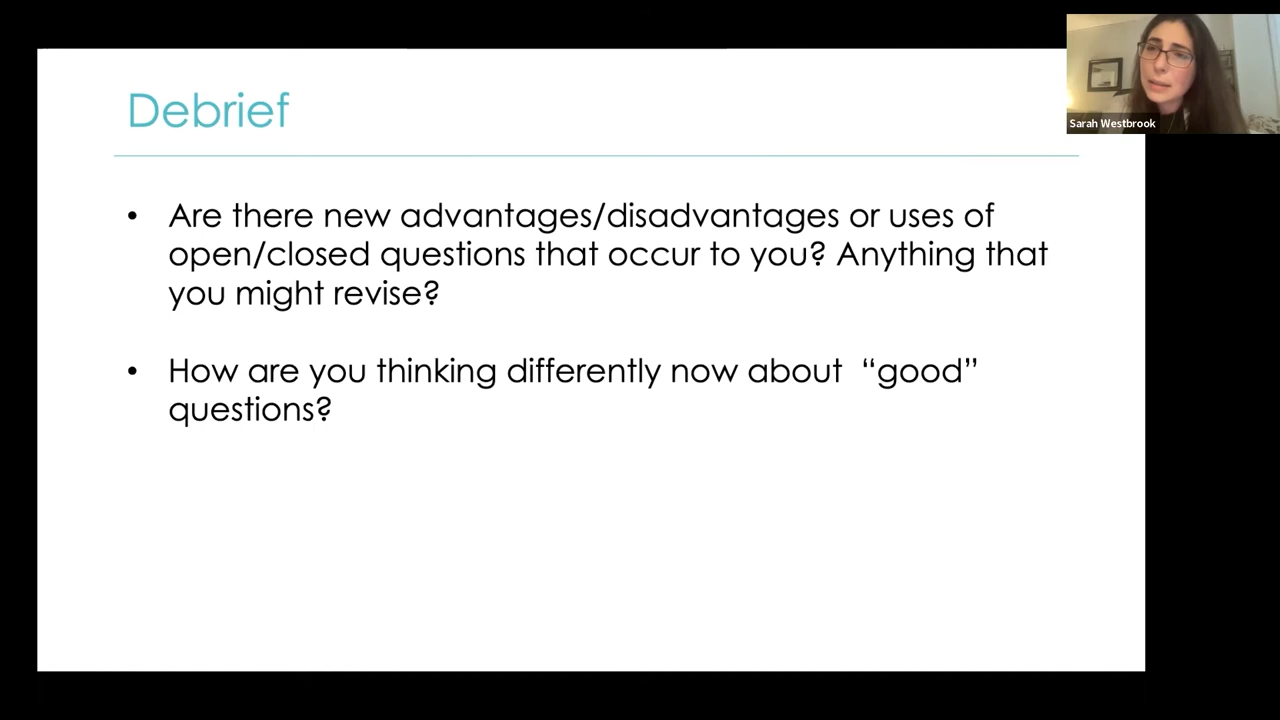 Debrief
• Are there new advantages/disadvantages or uses of
open/closed questions that occur to you? Anything that
you might revise?
• How are you thinking differently now about  “good”
questions?
Sarah Westbrook